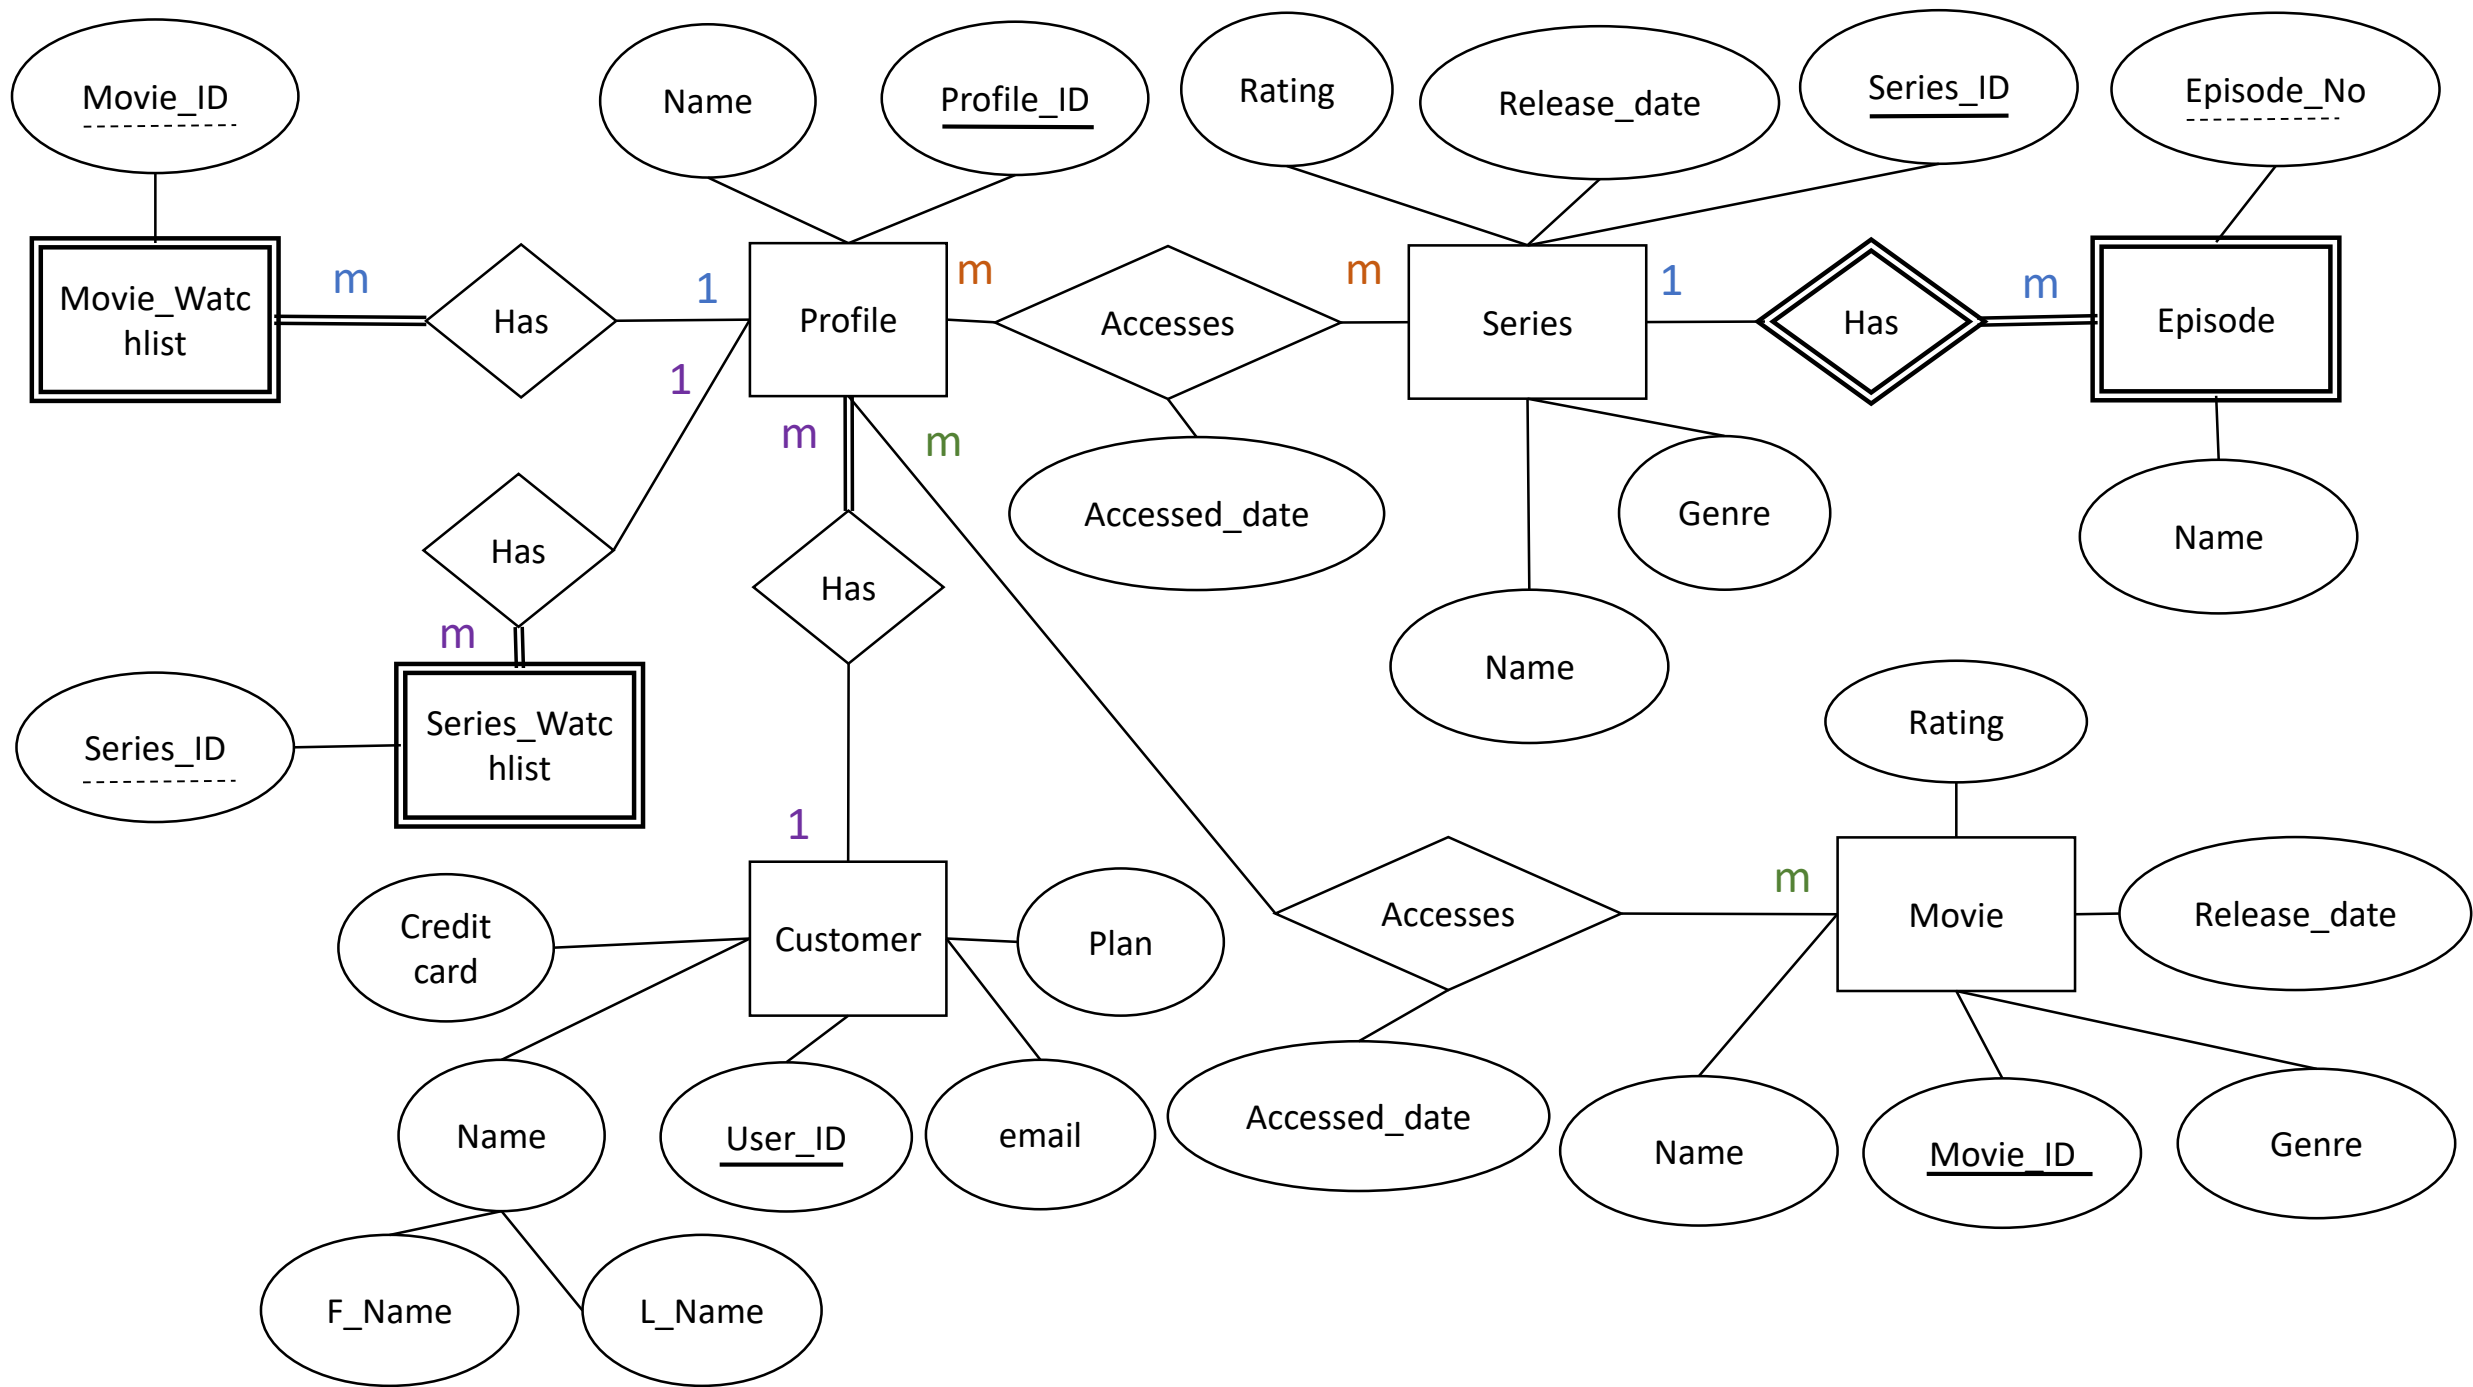 Movie_ID
Name
Profile_ID
Rating
Release_date
Series_ID
Episode_No
Movie_Watc
hlist
m
Has
1
Profile
m
Accesses
m
Series
1
Has
m
Episode
1
m
m
Accessed_date
Genre
Name
Has
Has
m
Name
Series_ID
Series_Watc
hlist
Rating
1
Credit
card
Customer
Plan
Accesses
m
Movie
Release_date
Name
User_ID
email
Accessed_date
Name
Movie_ID
Genre
F_Name
L_Name